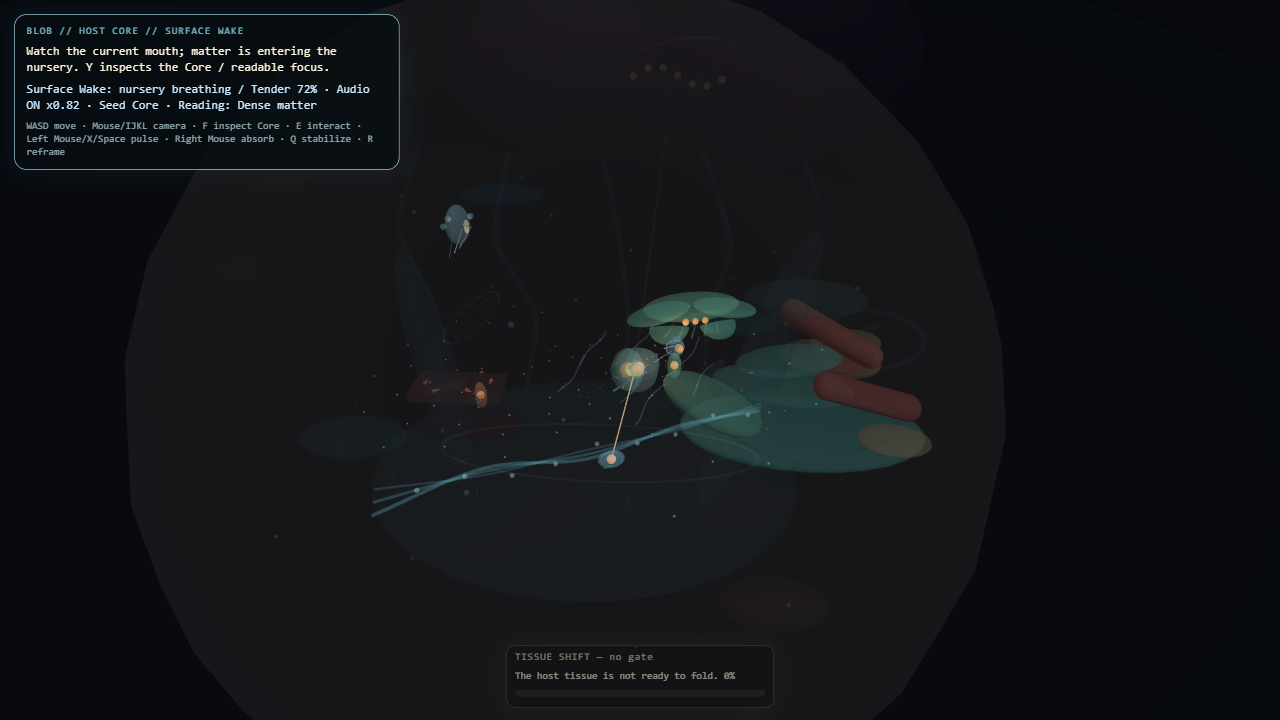 BLOB // HOST CORE // SURFACE WAKE
Watch the current mouth; matter is entering the
nursery. Y inspects the Core / readable focus.
Surface Wake: nursery breathing / Tender 72% · Audio
ON x0.82 · Seed Core · Reading: Dense matter
WASD move · Mouse/IJKL camera · F inspect Core · E interact ·
Left Mouse/X/Space pulse · Right Mouse absorb · Q stabilize · R
reframe
TISSUE SHIFT — no gate
The host tissue is not ready to fold. 0%